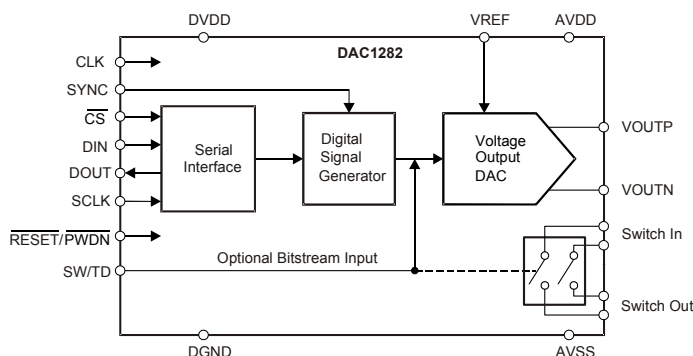 DVDD
VREF
AVDD
DAC1282
CLK
SYNC
CS
DIN
DOUT
SCLK
RESET/PWDN
SW/TD
Serial
Interface
Digital
Signal
Generator
Voltage
Output
DAC
VOUTP
VOUTN
Optional Bitstream Input
Switch In
Switch Out
DGND
AVSS